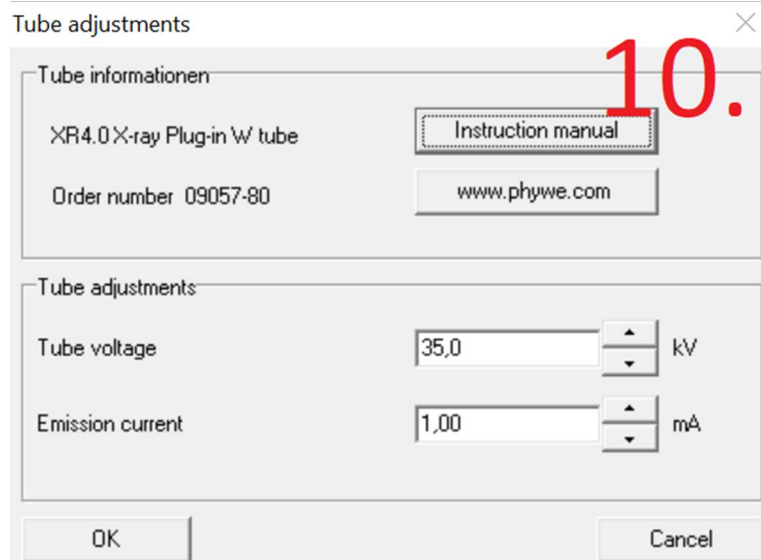 Tube adjustments
10.
Tube informationen
XR4.0 X-ray Plug-in W tube
Instruction manual
Order number 09057-80
www.phywe.com
Tube adjustments
Tube voltage 35,0 kV
Emission current 1,00 mA
OK Cancel